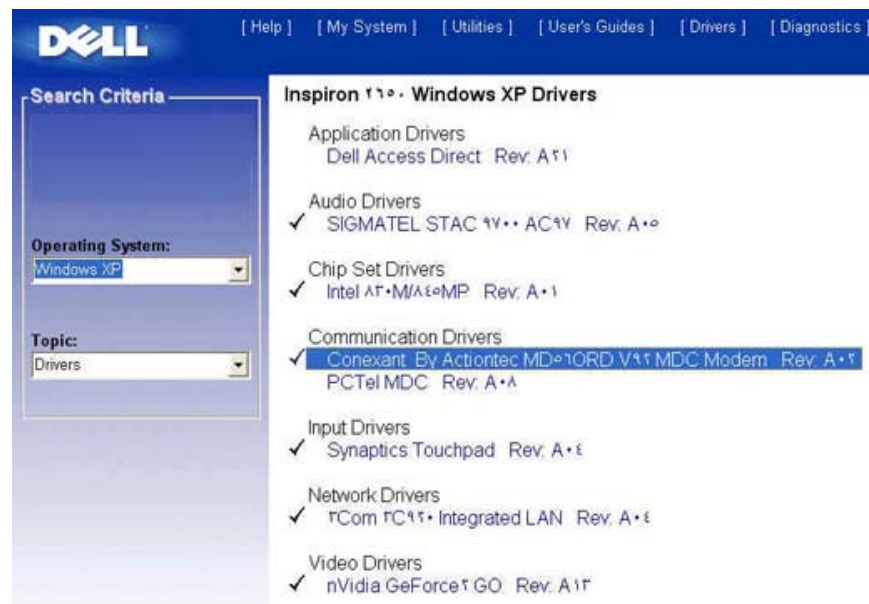 DELL
[ Help ] [ My System ] [ Utilities ] [ User's Guides ] [ Drivers ] [ Diagnostics ]
Search Criteria
Operating System:
Windows XP
Topic:
Drivers
Inspiron ٢٦٥٠ Windows XP Drivers
Application Drivers
Dell Access Direct Rev: A٢١
Audio Drivers
✓ SIGMATEL STAC ٩٧٠٠ AC٩٧ Rev: A٠٥
Chip Set Drivers
✓ Intel ٨٣٠M/٨٤٥MP Rev: A٠١
Communication Drivers
✓ Conexant By Actiontec MD٥٦ORD V٩٢ MDC Modem Rev: A٠٢
PCTel MDC Rev: A٠٨
Input Drivers
✓ Synaptics Touchpad Rev: A٠٤
Network Drivers
✓ ٣Com ٣C٩٢٠ Integrated LAN Rev: A٠٤
Video Drivers
✓ nVidia GeForce٢ GO Rev: A١٣